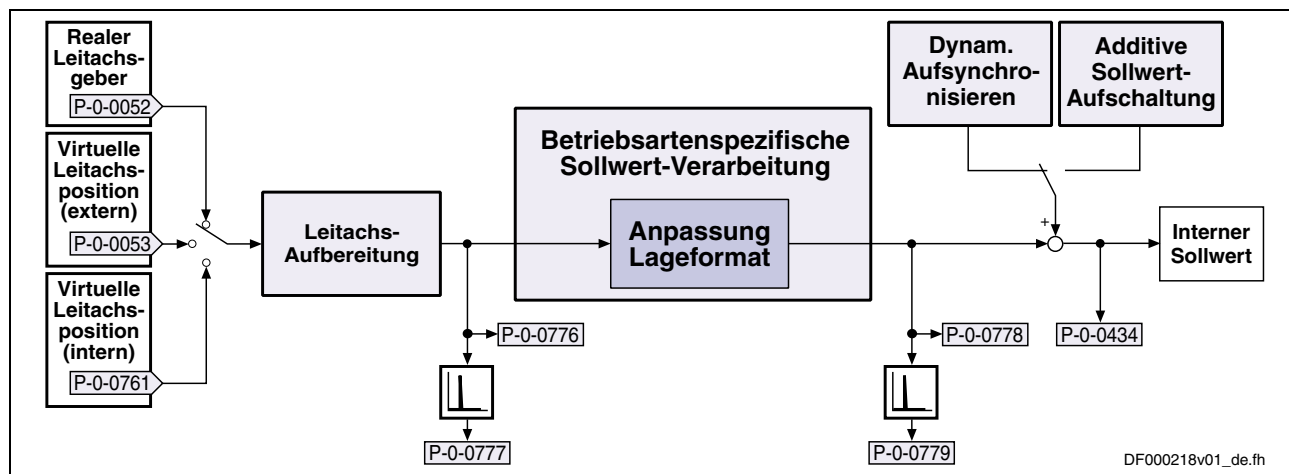 Realer
Leitachs-
geber
P-0-0052
Virtuelle
Leitachs-
position
(extern)
P-0-0053
Virtuelle
Leitachs-
position
(intern)
P-0-0761
Leitachs-
Aufbereitung
P-0-0776
P-0-0777
Betriebsartenspezifische
Sollwert-Verarbeitung
Anpassung
Lageformat
P-0-0778
P-0-0779
Dynam.
Aufsynchro-
nisieren
Additive
Sollwert-
Aufschaltung
+
P-0-0434
Interner
Sollwert
DF000218v01_de.fh